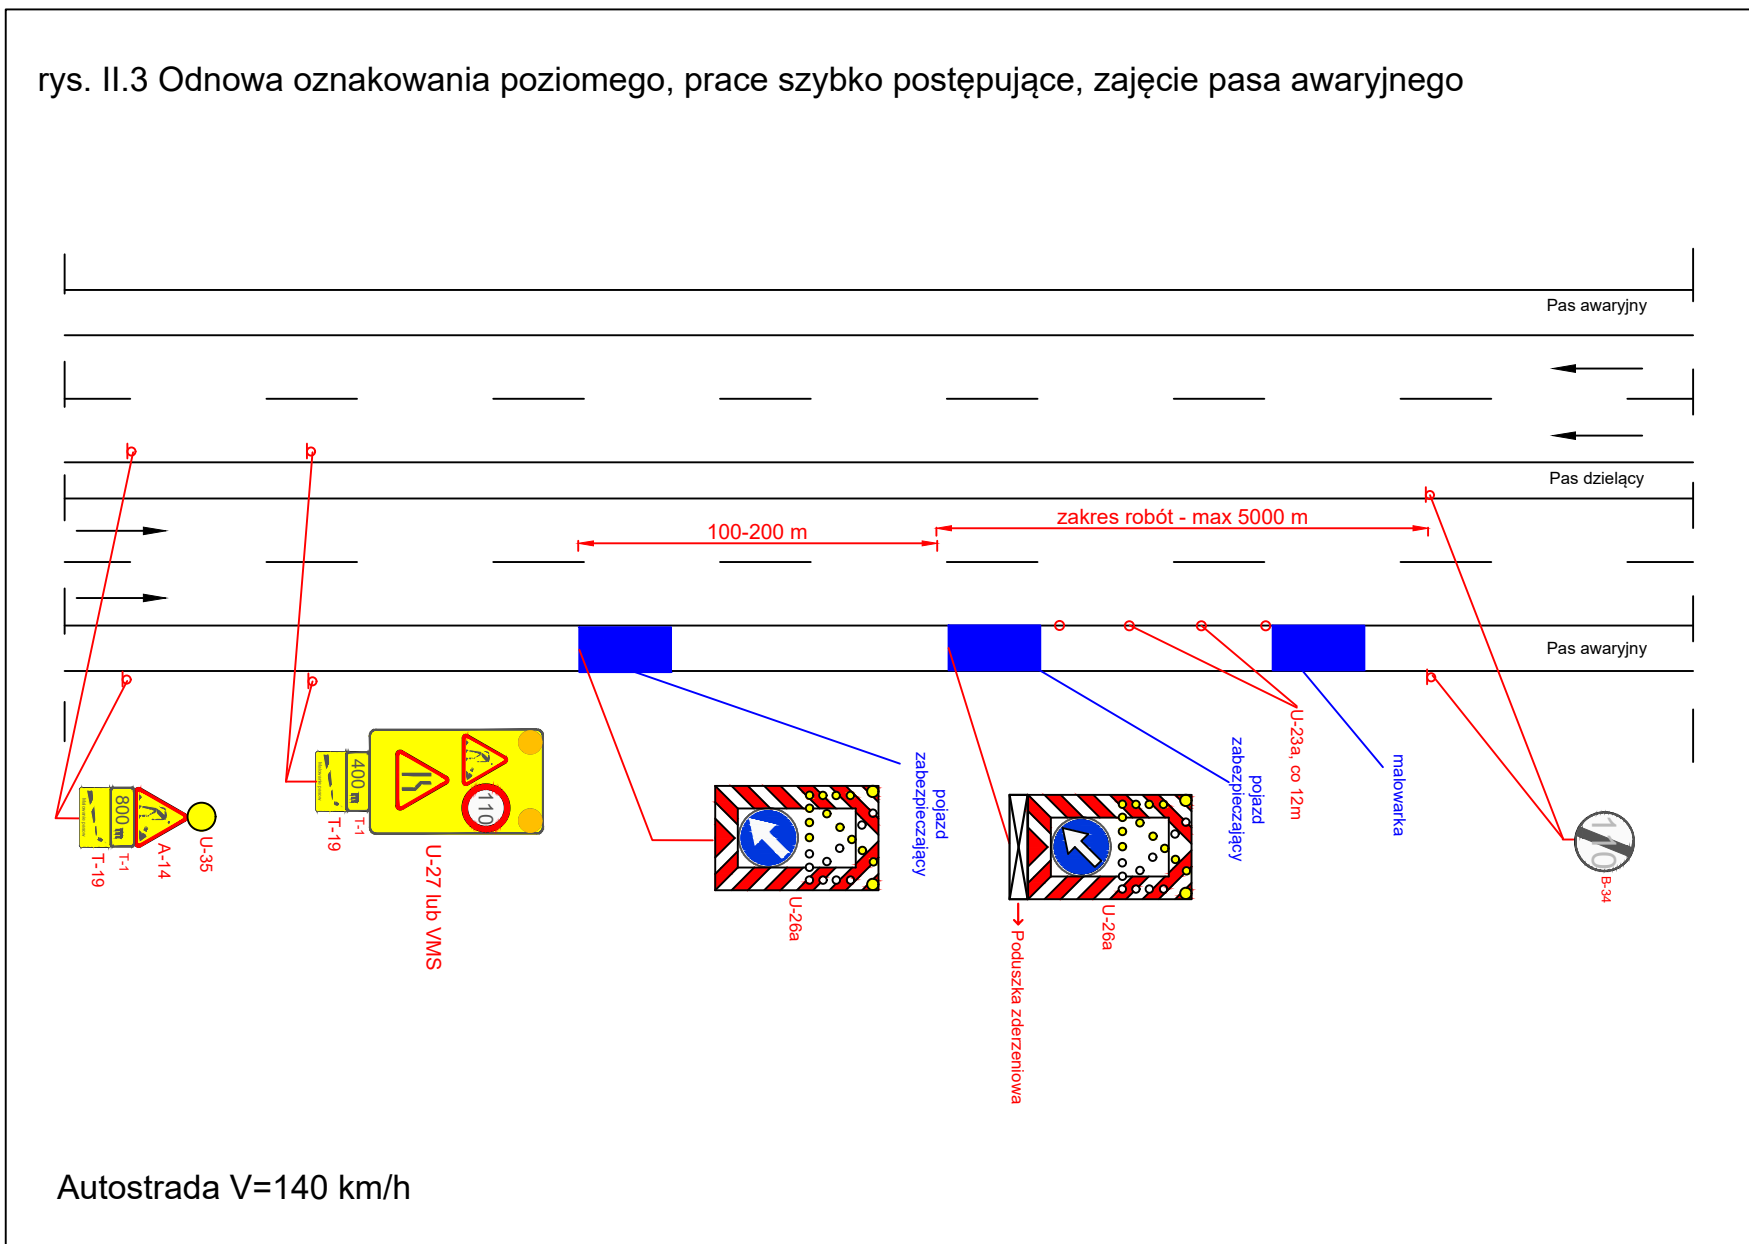 rys. II.3 Odnowa oznakowania poziomego, prace szybko postępujące, zajęcie pasa awaryjnego
Pas awaryjny
Pas dzielący
100-200 m
zakres robót - max 5000 m
Pas awaryjny
800 m
T-19
T-1
A-14
U-35
400 m
T-19
T-1
110
U-27 lub VMS
U-26a
pojazd
zabezpieczający
Poduszka zderzeniowa
U-26a
pojazd
zabezpieczający
U-23a, co 12m
malowarka
110
B-34
Autostrada V=140 km/h